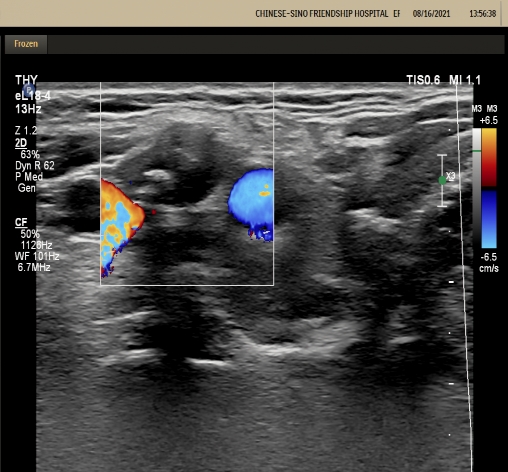 CHINESE-SINO FRIENDSHIP HOSPITAL 08/16/2021 13:56:38
Frozen
THY TIS0.6 MI 1.1
eL18-4
13Hz
M3 M3
+6.5
Z 1.2
2D
63%
Dyn R 62
P Med
Gen
X3
CF
50%
1126Hz
WF 101Hz
6.7MHz
-6.5
cm/s